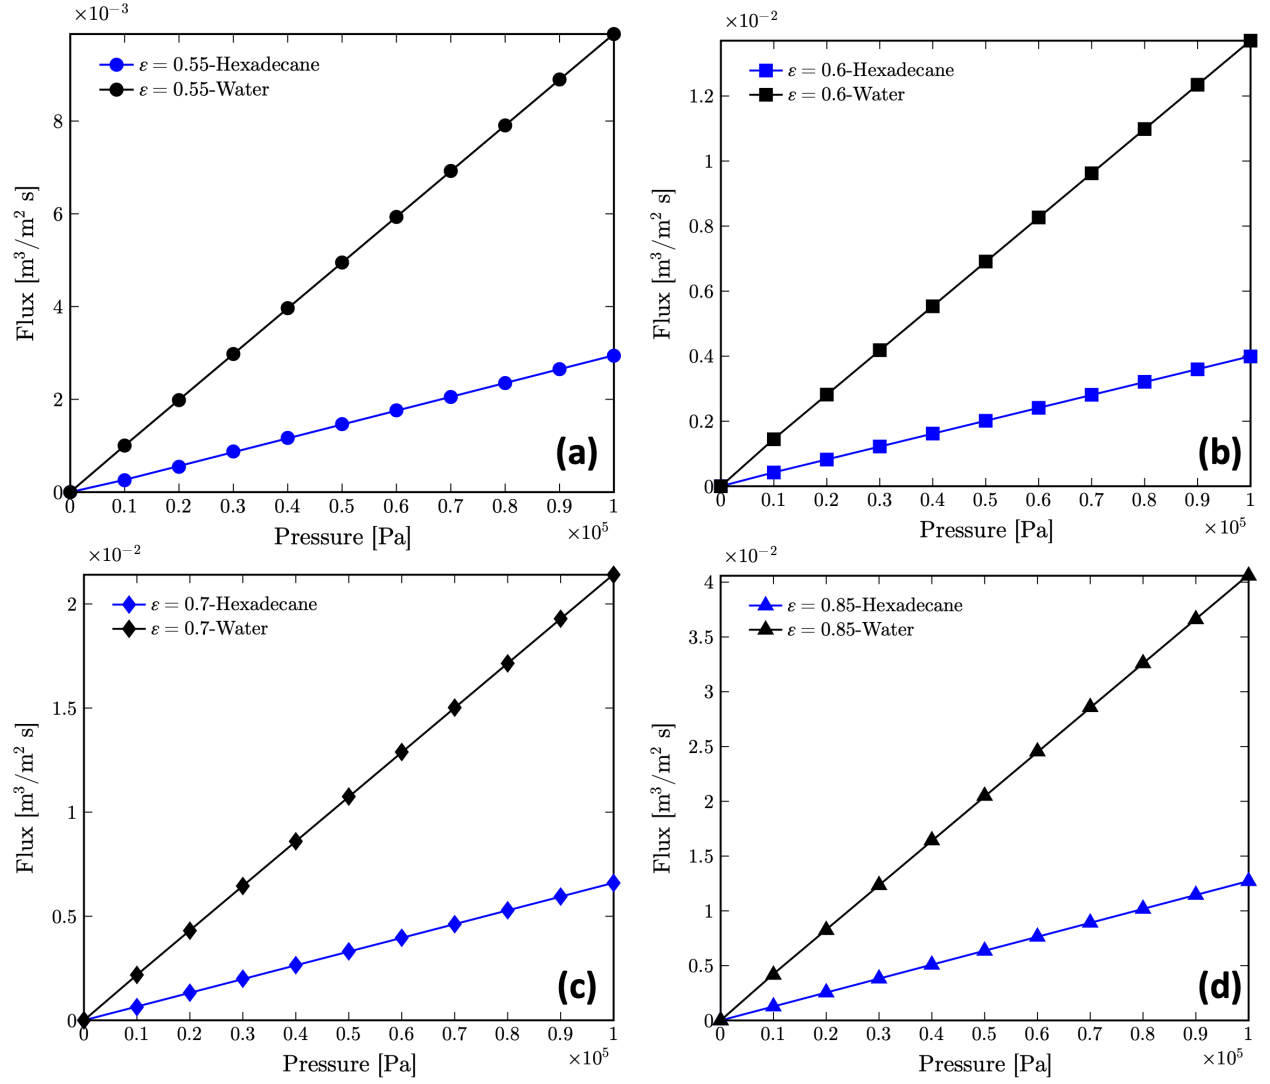 ×10⁻³
ε = 0.55-Hexadecane
ε = 0.55-Water
8
6
4
2
0
Flux [m³/m² s]
0 0.1 0.2 0.3 0.4 0.5 0.6 0.7 0.8 0.9 1
×10⁵
Pressure [Pa]
(a)
×10⁻²
ε = 0.6-Hexadecane
ε = 0.6-Water
1.2
1
0.8
0.6
0.4
0.2
0
Flux [m³/m² s]
0 0.1 0.2 0.3 0.4 0.5 0.6 0.7 0.8 0.9 1
×10⁵
Pressure [Pa]
(b)
×10⁻²
ε = 0.7-Hexadecane
ε = 0.7-Water
2
1.5
1
0.5
0
Flux [m³/m² s]
0 0.1 0.2 0.3 0.4 0.5 0.6 0.7 0.8 0.9 1
×10⁵
Pressure [Pa]
(c)
×10⁻²
ε = 0.85-Hexadecane
ε = 0.85-Water
4
3.5
3
2.5
2
1.5
1
0.5
0
Flux [m³/m² s]
0 0.1 0.2 0.3 0.4 0.5 0.6 0.7 0.8 0.9 1
×10⁵
Pressure [Pa]
(d)